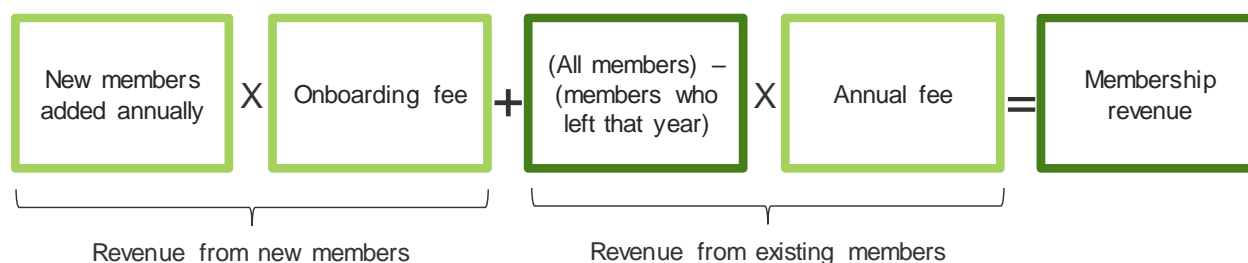 New members
added annually
X
Onboarding fee
+
(All members) –
(members who
left that year)
X
Annual fee
=
Membership
revenue
Revenue from new members
Revenue from existing members